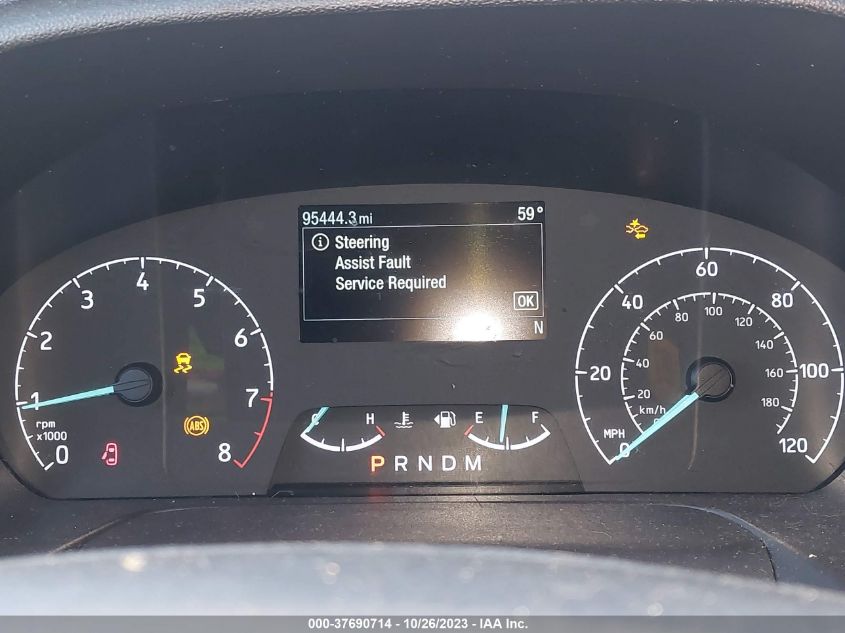 95444.3 mi 59°
Steering
Assist Fault
Service Required
OK
N
0 1 2 3 4 5 6 7 8
rpm
x1000
ABS
C H E F
P R N D M
0 20 40 60 80 100 120
MPH
20 60 80 100 120 140 160 180
km/h
000-37690714 / 10/26/2023 - IAA Inc.